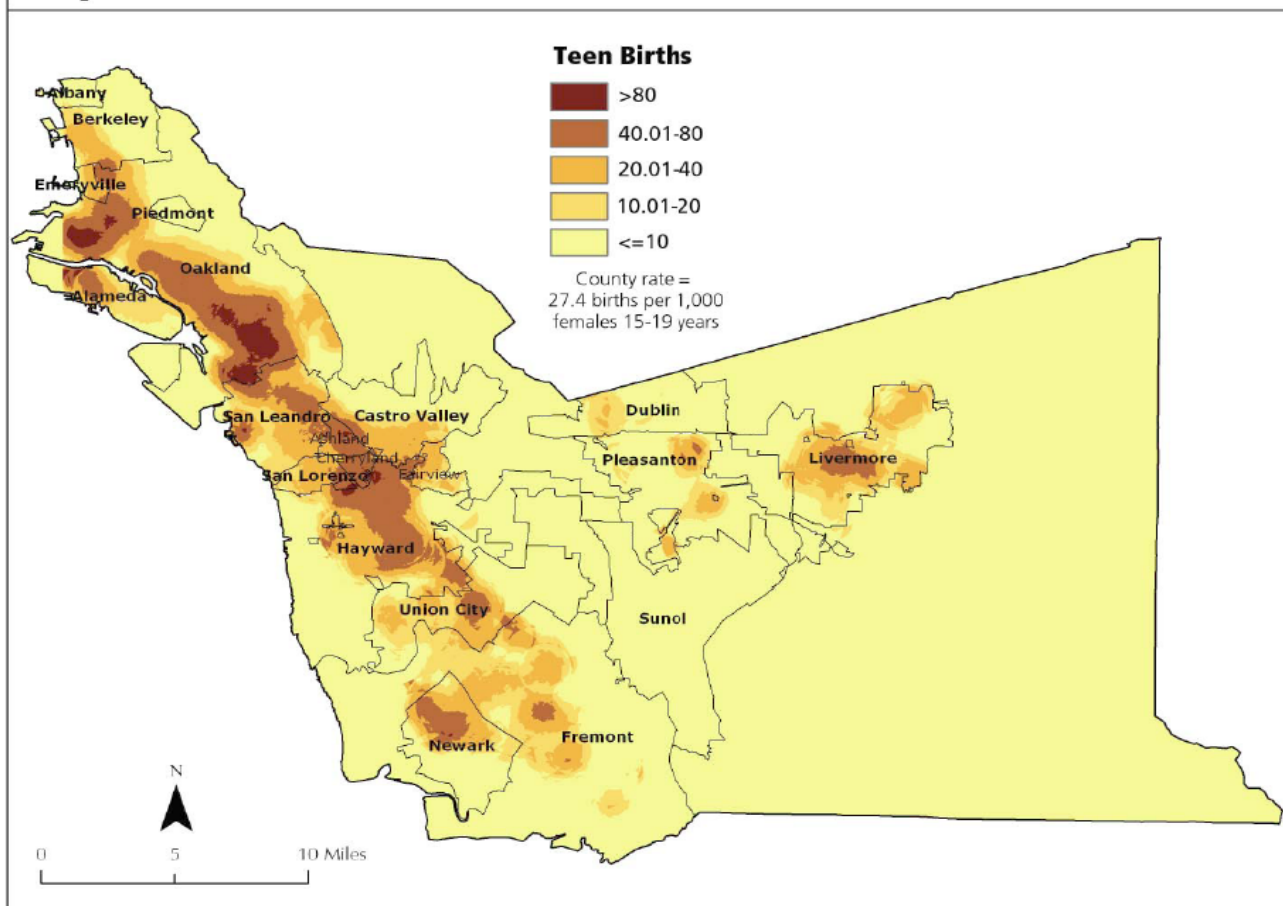 Teen Births
>80
40.01-80
20.01-40
10.01-20
<=10
County rate =
27.4 births per 1,000
females 15-19 years
Albany
Berkeley
Emeryville
Piedmont
Oakland
Alameda
San Leandro
Castro Valley
Ashland
Cherryland
San Lorenzo
Fairview
Hayward
Union City
Newark
Fremont
Dublin
Pleasanton
Livermore
Sunol
N
0 5 10 Miles